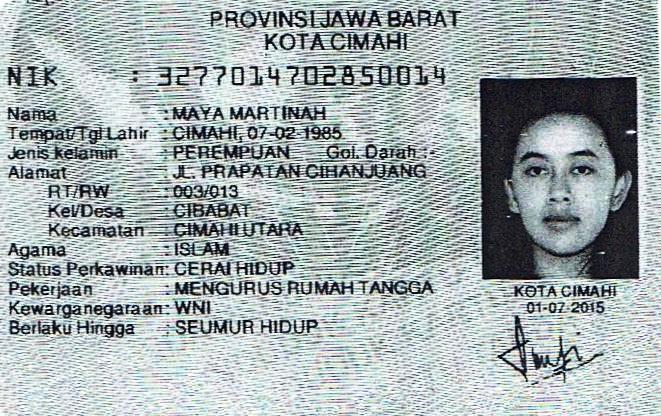 PROVINSI JAWA BARAT
KOTA CIMAHI
NIK : 3277014702850014
Nama : MAYA MARTINAH
Tempat/Tgl Lahir : CIMAHI, 07-02-1985
Jenis kelamin : PEREMPUAN Gol. Darah :-
Alamat : JL. PRAPATAN CIHANJUANG
RT/RW : 003/013
Kel/Desa : CIBABAT
Kecamatan : CIMAHI UTARA
Agama : ISLAM
Status Perkawinan: CERAI HIDUP
Pekerjaan : MENGURUS RUMAH TANGGA
Kewarganegaraan: WNI
Berlaku Hingga : SEUMUR HIDUP
KOTA CIMAHI
01-07-2015